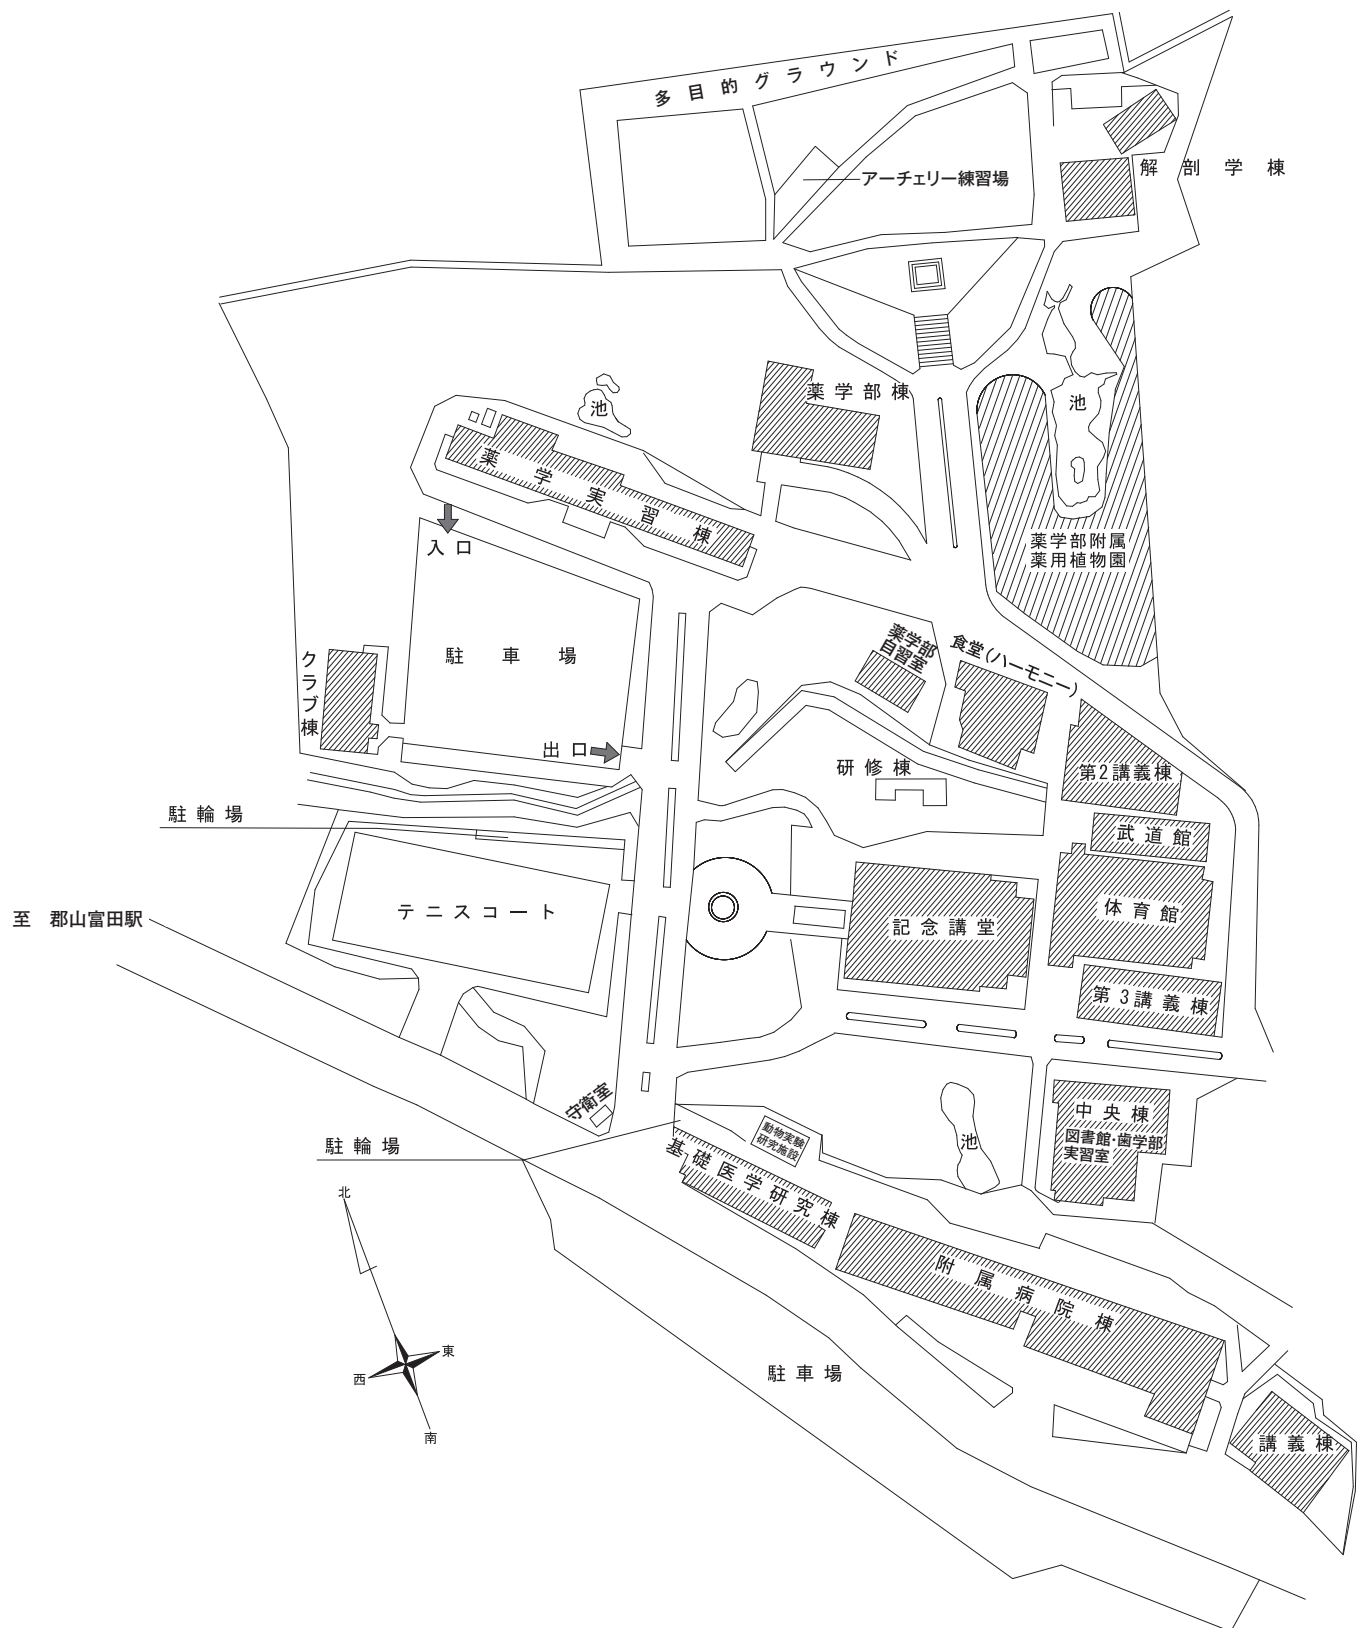 多目的グラウンド
アーチェリー練習場
解剖学棟
薬学部棟
池
池
薬学実習棟
入口
薬学部附属
薬用植物園
薬学部
自習室
食堂(ハーモニー)
駐車場
クラブ棟
出口
研修棟
第2講義棟
駐輪場
武道館
テニスコート
体育館
至 郡山富田駅
記念講堂
第3講義棟
守衛室
中央棟
図書館・歯学部
実習室
動物実験
研究施設
池
駐輪場
基礎医学研究棟
附属病院棟
北
東
西
南
駐車場
講義棟